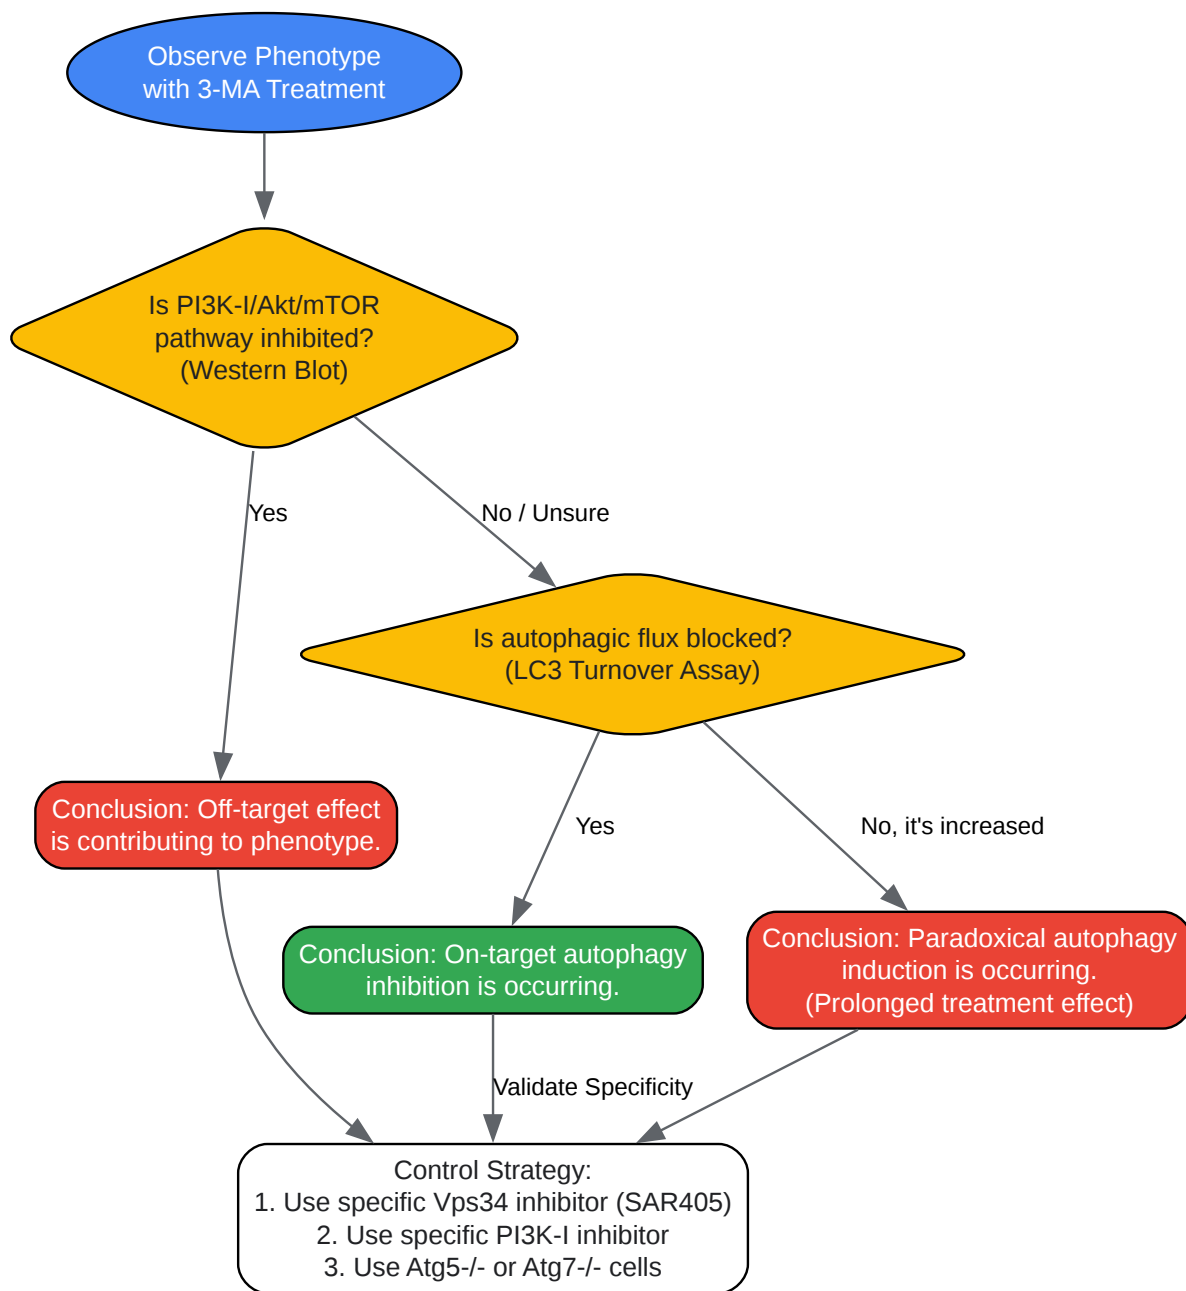 Observe Phenotype
with 3-MA Treatment
Is PI3K-I/Akt/mTOR
pathway inhibited?
(Western Blot)
Yes
No / Unsure
Is autophagic flux blocked?
(LC3 Turnover Assay)
Conclusion: Off-target effect
is contributing to phenotype.
Yes
No, it's increased
Conclusion: On-target autophagy
inhibition is occurring.
Conclusion: Paradoxical autophagy
induction is occurring.
(Prolonged treatment effect)
Validate Specificity
Control Strategy:
1. Use specific Vps34 inhibitor (SAR405)
2. Use specific PI3K-I inhibitor
3. Use Atg5-/- or Atg7-/- cells